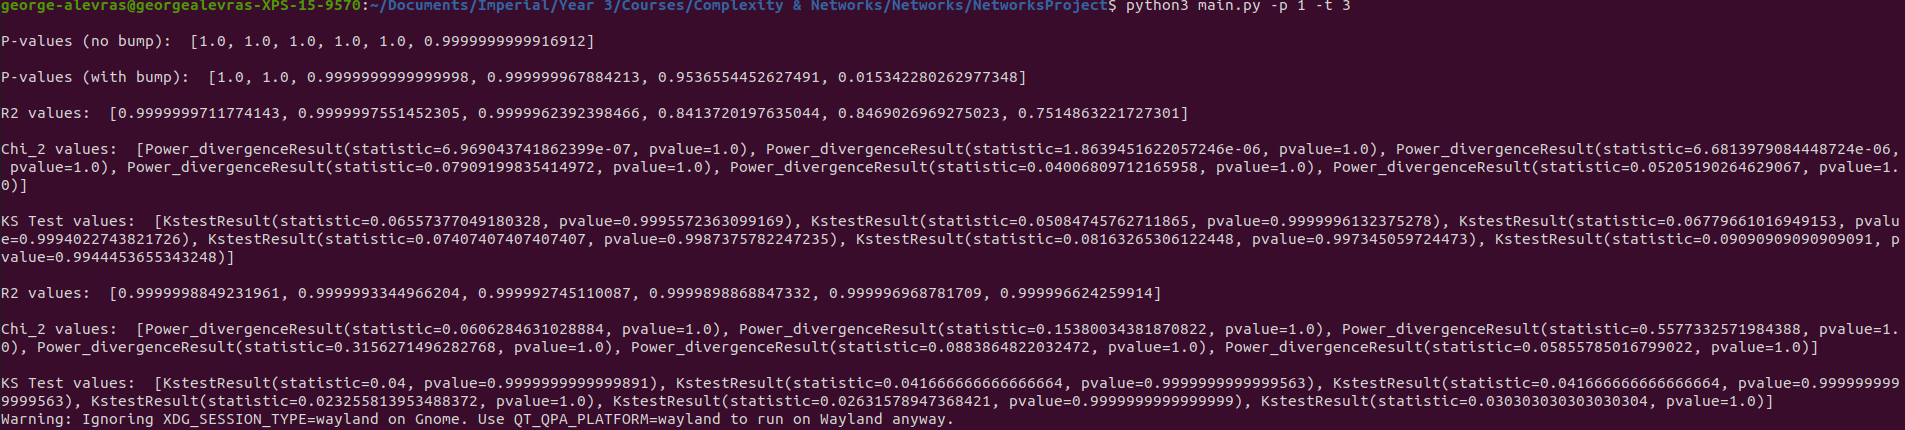 george-alevras@georgealevras-XPS-15-9570:~/Documents/Imperial/Year 3/Courses/Complexity & Networks/Networks/NetworksProject$ python3 main.py -p 1 -t 3
P-values (no bump):  [1.0, 1.0, 1.0, 1.0, 1.0, 0.9999999999916912]
P-values (with bump):  [1.0, 1.0, 0.9999999999999998, 0.999999967884213, 0.9536554452627491, 0.015342280262977348]
R2 values:  [0.9999999711774143, 0.9999997551452305, 0.9999962392398466, 0.8413720197635044, 0.8469026969275023, 0.7514863221727301]
Chi_2 values:  [Power_divergenceResult(statistic=6.969043741862399e-07, pvalue=1.0), Power_divergenceResult(statistic=1.8639451622057246e-06, pvalue=1.0), Power_divergenceResult(statistic=6.6813979084448724e-06,
 pvalue=1.0), Power_divergenceResult(statistic=0.07909199835414972, pvalue=1.0), Power_divergenceResult(statistic=0.04006809712165958, pvalue=1.0), Power_divergenceResult(statistic=0.05205190264629067, pvalue=1.
0)]
KS Test values:  [KstestResult(statistic=0.06557377049180328, pvalue=0.9995572363099169), KstestResult(statistic=0.05084745762711865, pvalue=0.9999996132375278), KstestResult(statistic=0.06779661016949153, pvalu
e=0.9994022743821726), KstestResult(statistic=0.07407407407407407, pvalue=0.9987375782247235), KstestResult(statistic=0.08163265306122448, pvalue=0.997345059724473), KstestResult(statistic=0.09090909090909091, p
value=0.9944453655343248)]
R2 values:  [0.9999998849231961, 0.9999993344966204, 0.999992745110087, 0.9999898868847332, 0.999996968781709, 0.999996624259914]
Chi_2 values:  [Power_divergenceResult(statistic=0.0606284631028884, pvalue=1.0), Power_divergenceResult(statistic=0.15380034381870822, pvalue=1.0), Power_divergenceResult(statistic=0.5577332571984388, pvalue=1.
0), Power_divergenceResult(statistic=0.3156271496282768, pvalue=1.0), Power_divergenceResult(statistic=0.0883864822032472, pvalue=1.0), Power_divergenceResult(statistic=0.05855785016799022, pvalue=1.0)]
KS Test values:  [KstestResult(statistic=0.04, pvalue=0.9999999999999891), KstestResult(statistic=0.041666666666666664, pvalue=0.9999999999999563), KstestResult(statistic=0.041666666666666664, pvalue=0.999999999
9999563), KstestResult(statistic=0.023255813953488372, pvalue=1.0), KstestResult(statistic=0.02631578947368421, pvalue=0.9999999999999999), KstestResult(statistic=0.030303030303030304, pvalue=1.0)]
Warning: Ignoring XDG_SESSION_TYPE=wayland on Gnome. Use QT_QPA_PLATFORM=wayland to run on Wayland anyway.